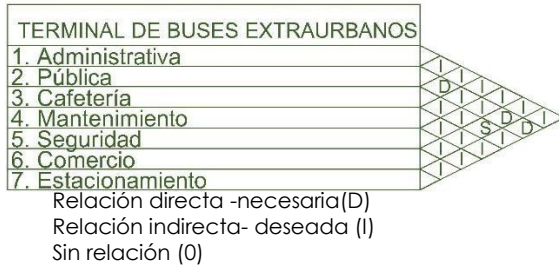 TERMINAL DE BUSES EXTRAURBANOS
1. Administrativa
2. Pública
3. Cafetería
4. Mantenimiento
5. Seguridad
6. Comercio
7. Estacionamiento
Relación directa -necesaria(D)
Relación indirecta- deseada (I)
Sin relación (0)